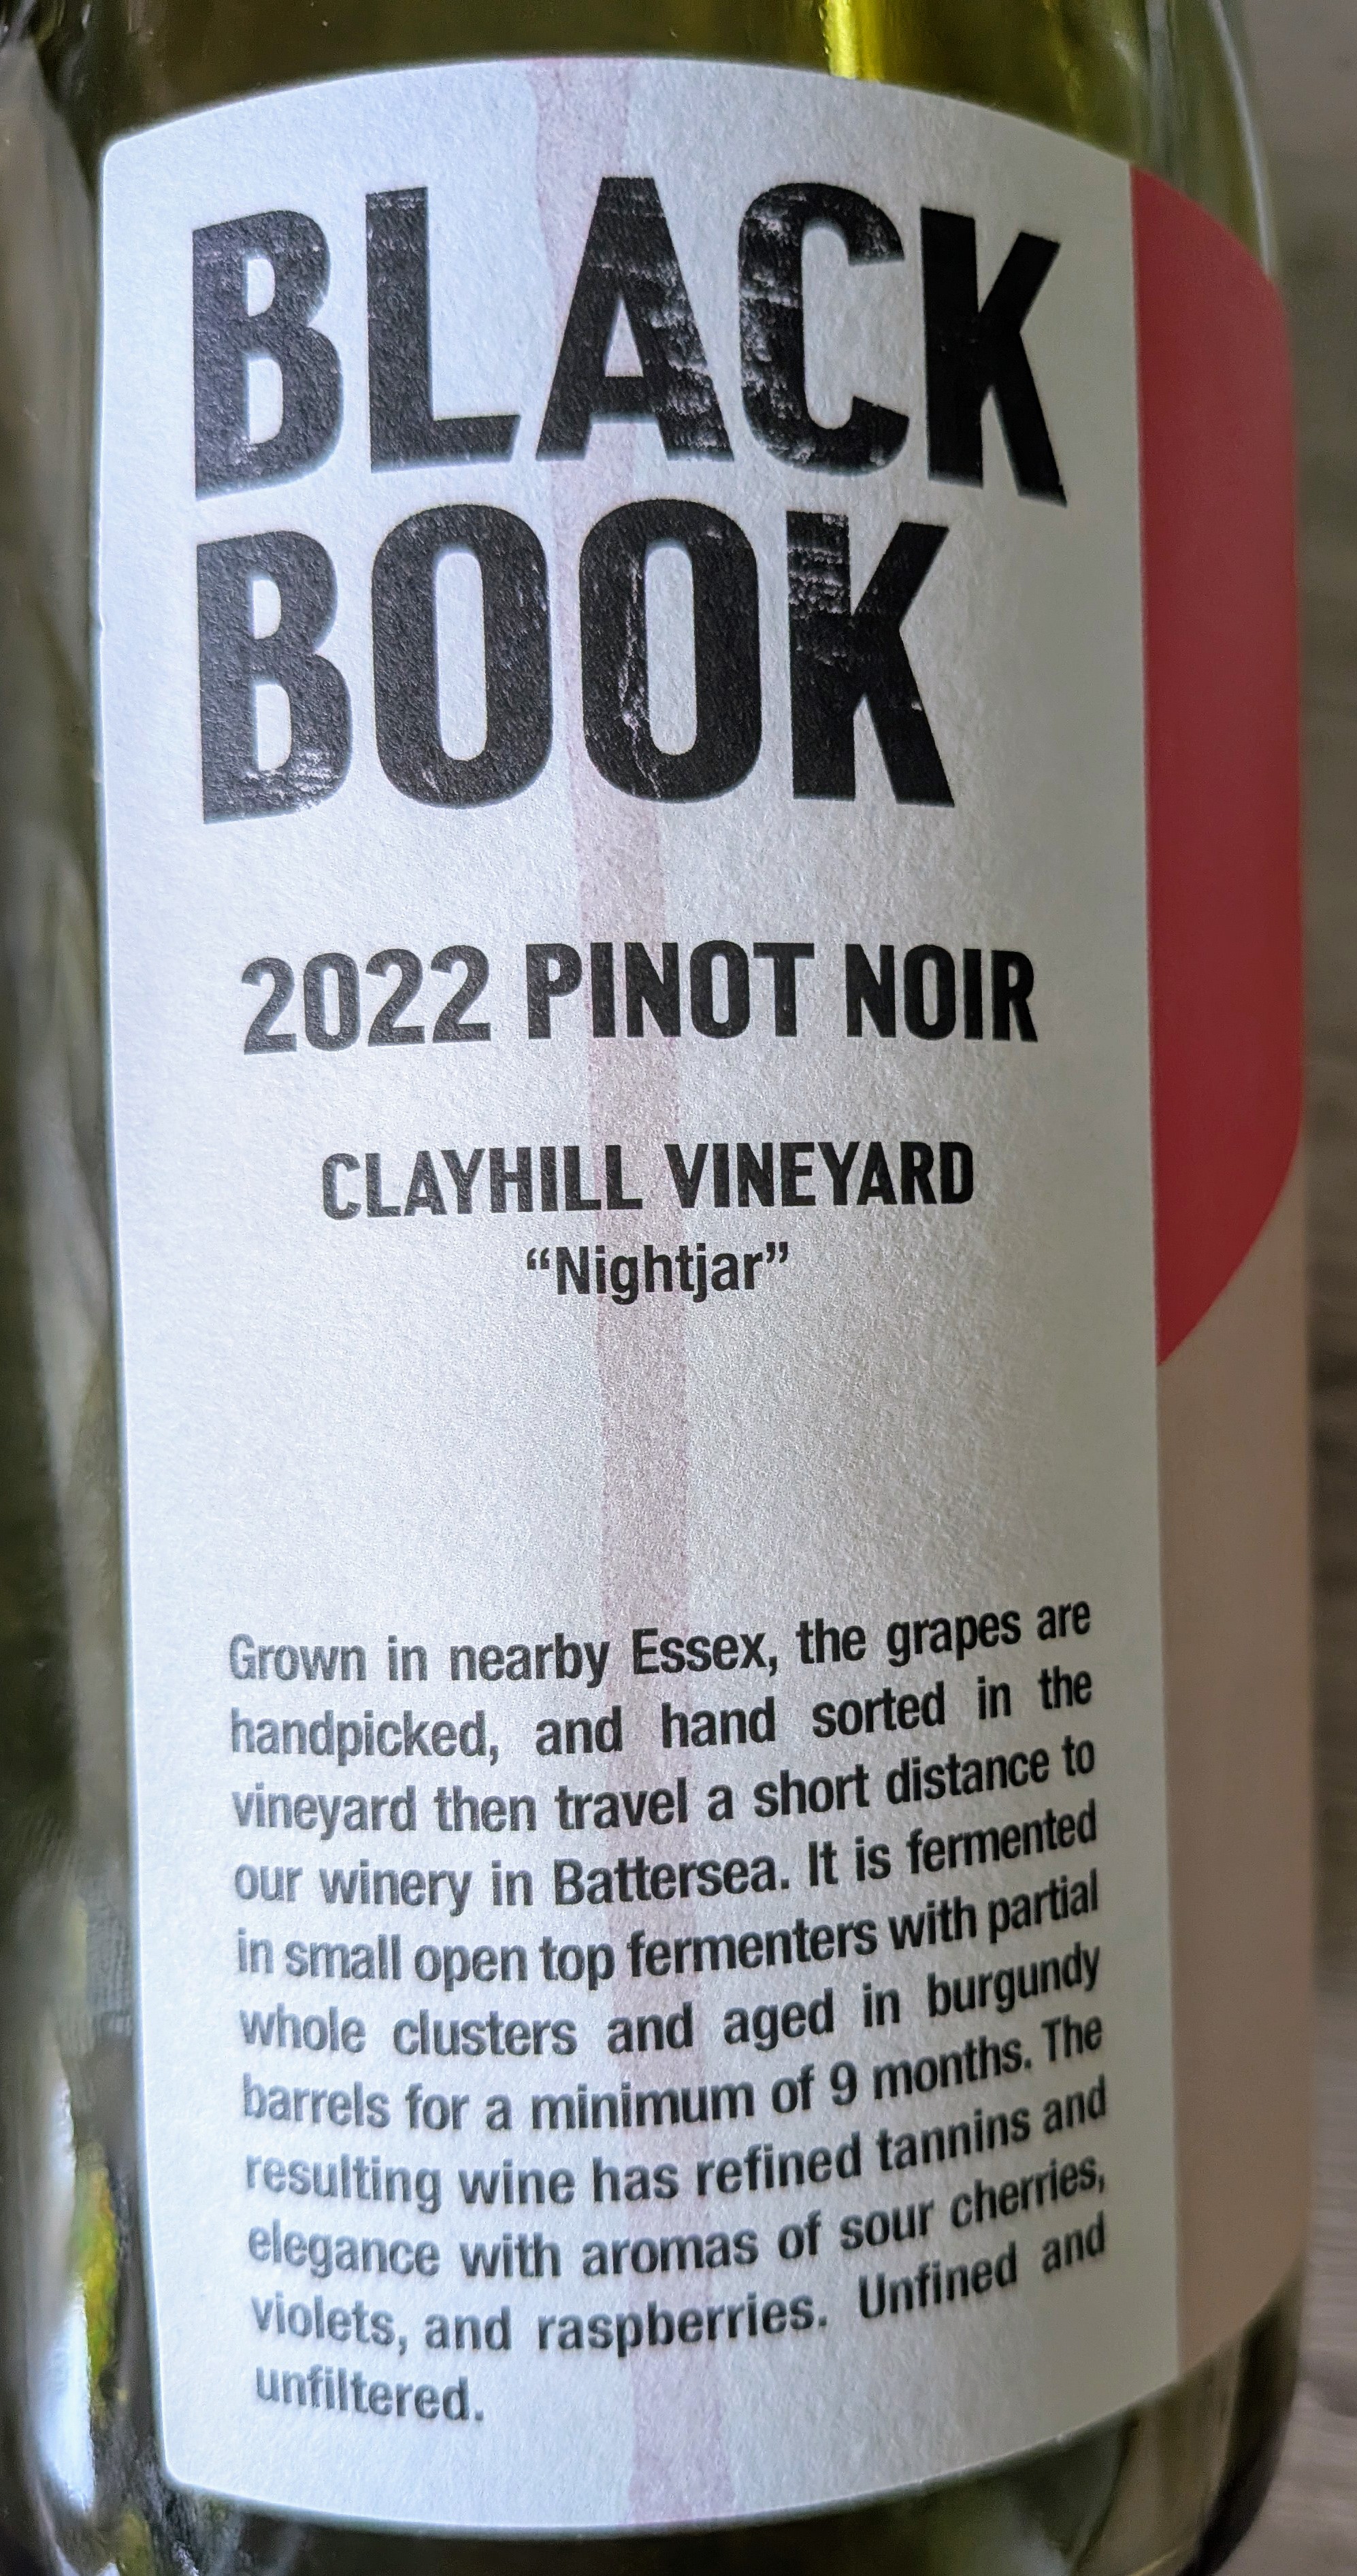 BLACK
BOOK
2022 PINOT NOIR
CLAYHILL VINEYARD
“Nightjar”
Grown in nearby Essex, the grapes are
handpicked, and hand sorted in the
vineyard then travel a short distance to
our winery in Battersea. It is fermented
in small open top fermenters with partial
whole clusters and aged in burgundy
barrels for a minimum of 9 months. The
resulting wine has refined tannins and
elegance with aromas of sour cherries,
violets, and raspberries. Unfined and
unfiltered.